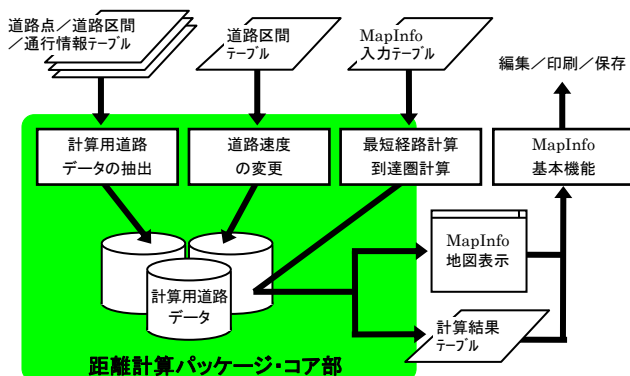 道路点／道路区間
／通行情報テーブル
道路区間
テーブル
MapInfo
入力テーブル
編集／印刷／保存
計算用道路
データの抽出
道路速度
の変更
最短経路計算
到達圏計算
MapInfo
基本機能
MapInfo
地図表示
計算用道路
データ
計算結果
テーブル
距離計算パッケージ・コア部